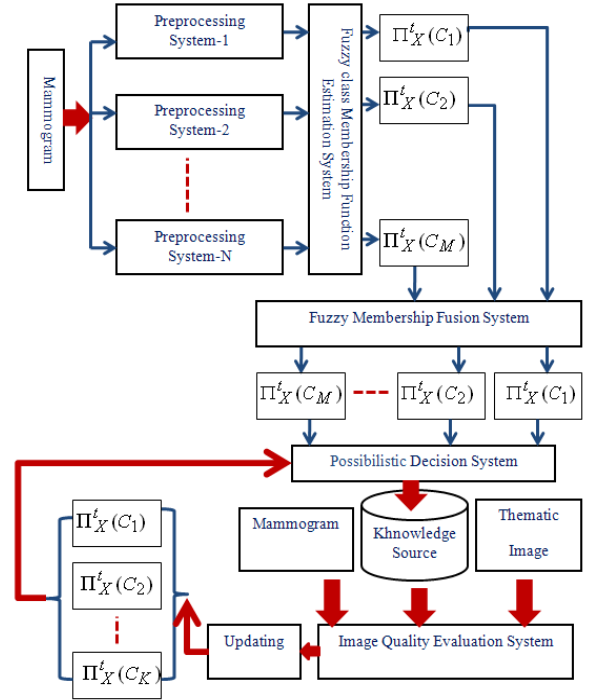 Mammogram
Preprocessing
System-1
Preprocessing
System-2
Preprocessing
System-N
Fuzzy class Membership Function
Estimation System
Π^t_X(C_1)
Π^t_X(C_2)
Π^t_X(C_M)
Fuzzy Membership Fusion System
Π^t_X(C_M)
Π^t_X(C_2)
Π^t_X(C_1)
Possibilistic Decision System
Mammogram
Khnowledge
Source
Thematic
Image
Π^t_X(C_1)
Π^t_X(C_2)
Π^t_X(C_K)
Updating
Image Quality Evaluation System